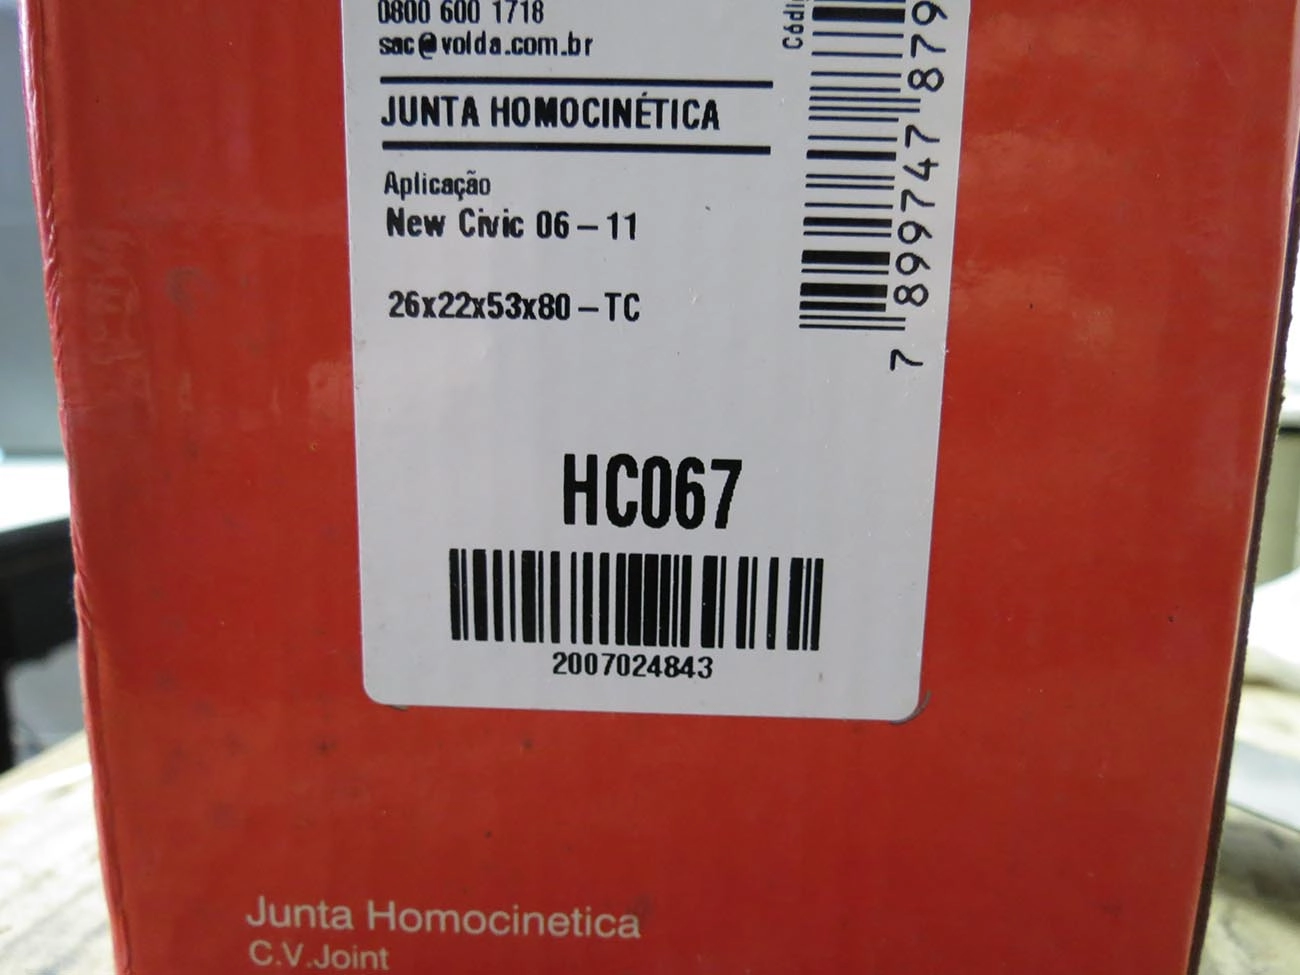 0800 600 1718
sac@volda.com.br
JUNTA HOMOCINÉTICA
Aplicação
New Civic 06 – 11
26x22x53x80 – TC
7 899747 879
HC067
2007024843
Junta Homocinetica
C.V.Joint